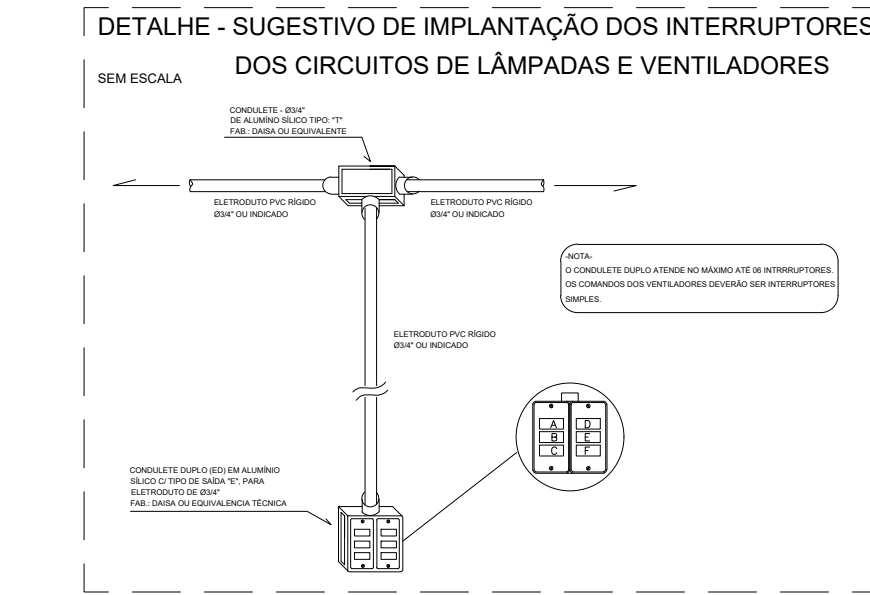 DETALHE - SUGESTIVO DE IMPLANTAÇÃO DOS INTERRUPTORES
DOS CIRCUITOS DE LÂMPADAS E VENTILADORES
SEM ESCALA
CONDULETE - Ø3/4"
DE ALUMÍNO SÍLICO TIPO: "T"
FAB.: DAISA OU EQUIVALENTE
ELETRODUTO PVC RÍGIDO
Ø3/4" OU INDICADO
ELETRODUTO PVC RÍGIDO
Ø3/4" OU INDICADO
-NOTA-
O CONDULETE DUPLO ATENDE NO MÁXIMO ATÉ 06 INTRRRUPTORES.
OS COMANDOS DOS VENTILADORES DEVERÃO SER INTERRUPTORES
SIMPLES.
ELETRODUTO PVC RÍGIDO
Ø3/4" OU INDICADO
A D
B E
C F
CONDULETE DUPLO (ED) EM ALUMÍNIO
SÍLICO C/ TIPO DE SAÍDA "E", PARA
ELETRODUTO DE Ø3/4"
FAB.: DAISA OU EQUIVALENCIA TÉCNICA